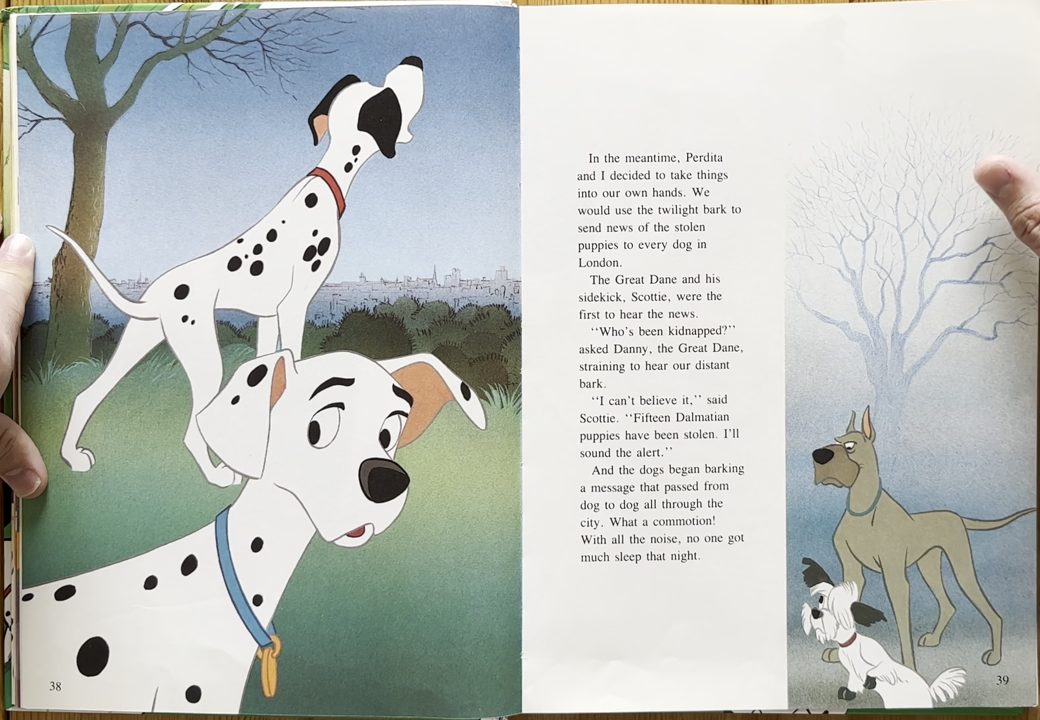 In the meantime, Perdita
and I decided to take things
into our own hands. We
would use the twilight bark to
send news of the stolen
puppies to every dog in
London.
The Great Dane and his
sidekick, Scottie, were the
first to hear the news.
‘‘Who's been kidnapped?’’
asked Danny, the Great Dane,
straining to hear our distant
bark.
‘‘I can't believe it,’’ said
Scottie. ‘‘Fifteen Dalmatian
puppies have been stolen. I'll
sound the alert.’’
And the dogs began barking
a message that passed from
dog to dog all through the
city. What a commotion!
With all the noise, no one got
much sleep that night.
38
39